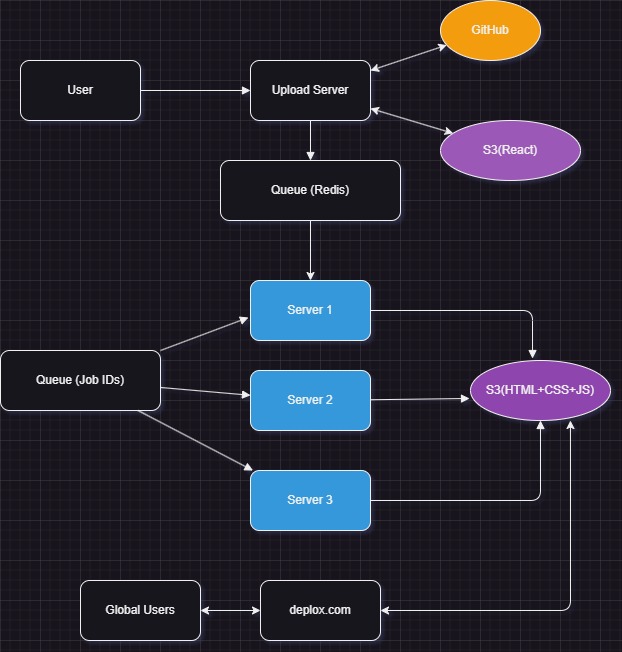 GitHub
User
Upload Server
S3(React)
Queue (Redis)
Server 1
Queue (Job IDs)
Server 2
S3(HTML+CSS+JS)
Server 3
Global Users
deplox.com